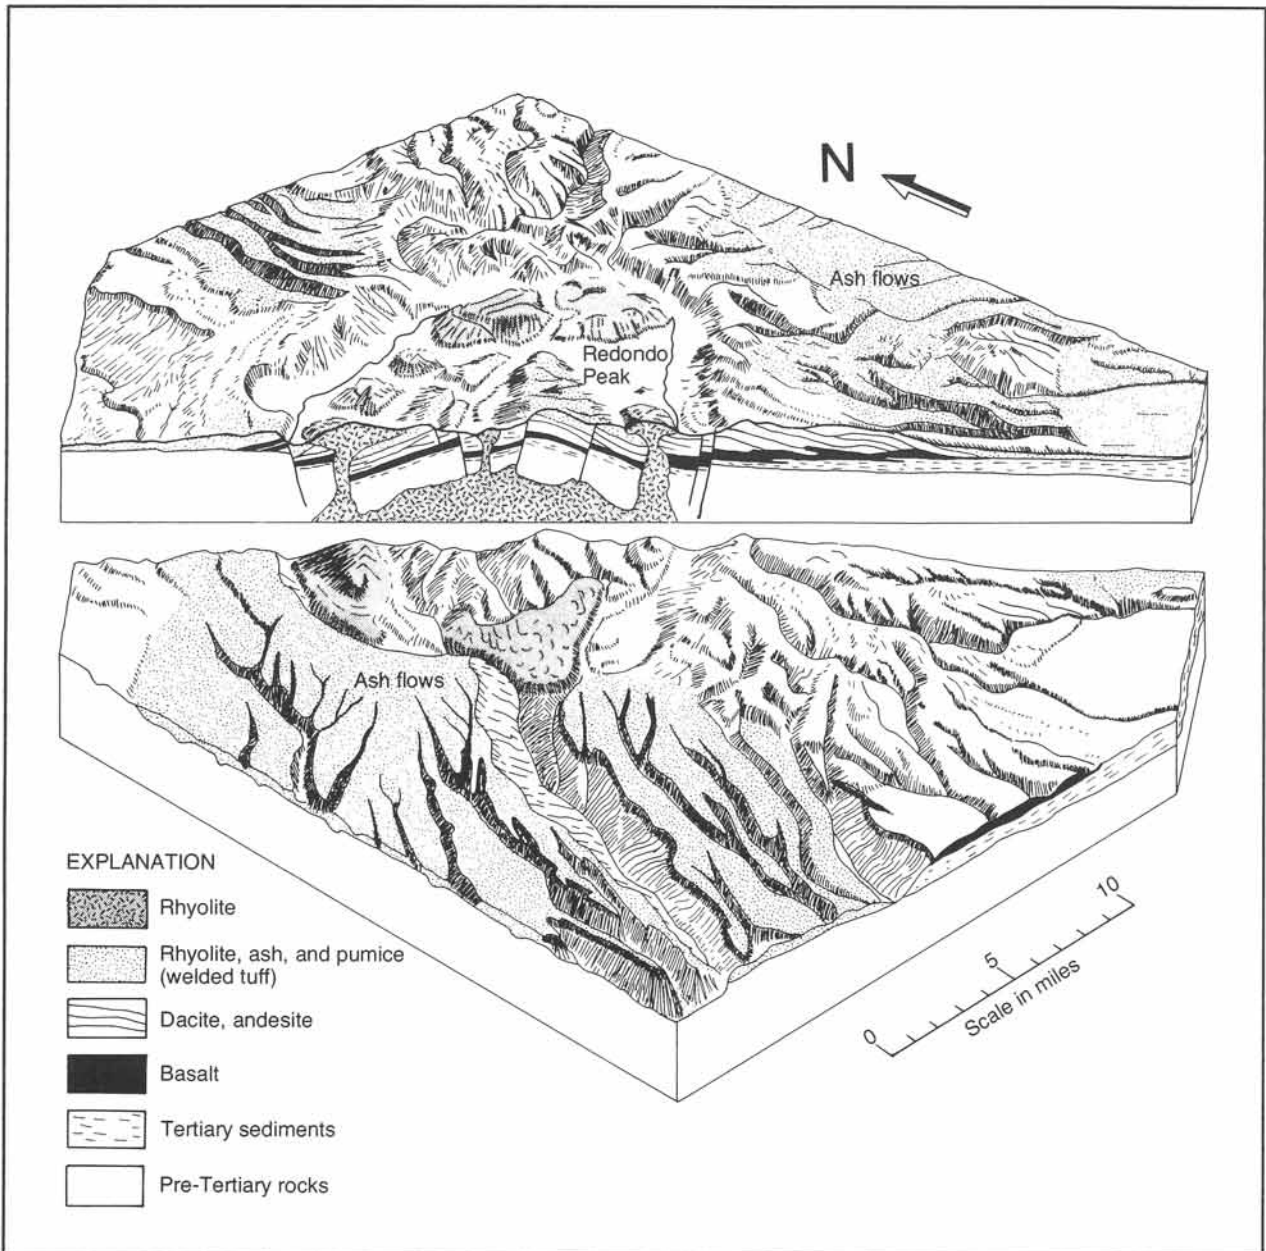 N
Ash flows
Redondo
Peak
Ash flows
EXPLANATION
Rhyolite
Rhyolite, ash, and pumice
(welded tuff)
Dacite, andesite
Basalt
Tertiary sediments
Pre-Tertiary rocks
0
5
10
Scale in miles